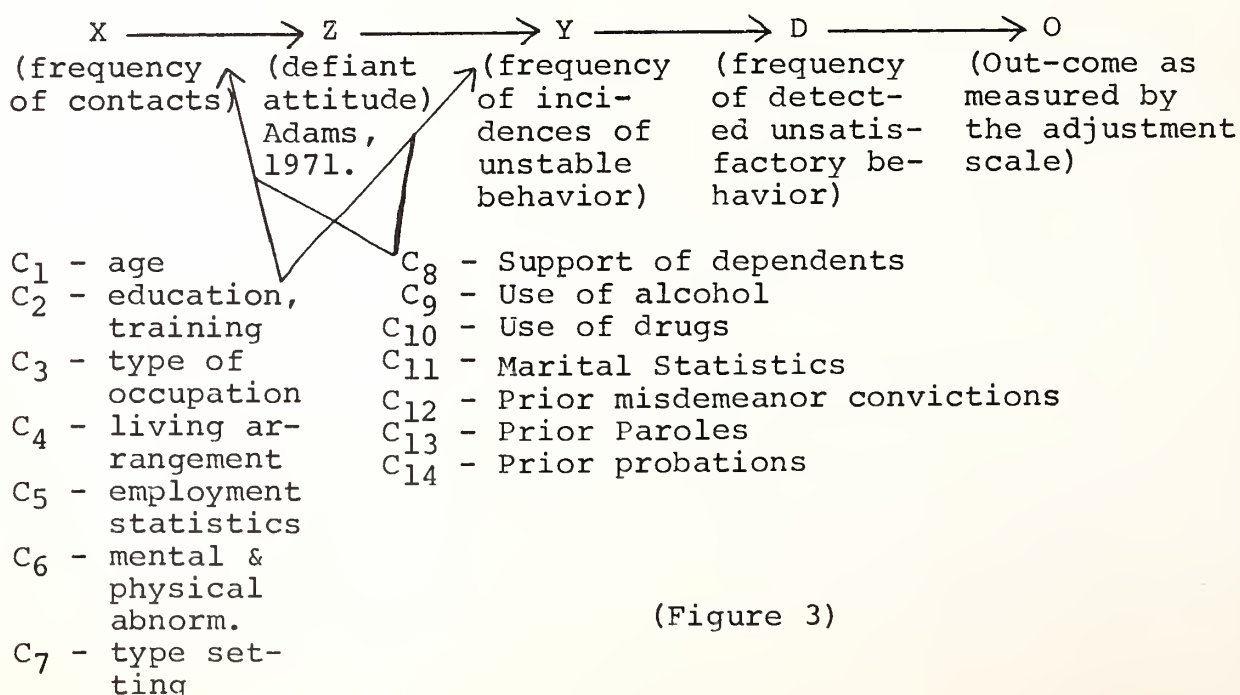 X Z Y D O
(frequency (defiant (frequency (frequency (Out-come as
of contacts) attitude) of inci- of detect- measured by
Adams, dences of ed unsatis- the adjustment
1971. unstable factory be- scale)
behavior) havior)
C1 - age C8 - Support of dependents
C2 - education, C9 - Use of alcohol
training C10 - Use of drugs
C3 - type of C11 - Marital Statistics
occupation C12 - Prior misdemeanor convictions
C4 - living ar- C13 - Prior Paroles
rangement C14 - Prior probations
C5 - employment
statistics
C6 - mental &
physical
abnorm. (Figure 3)
C7 - type set-
ting